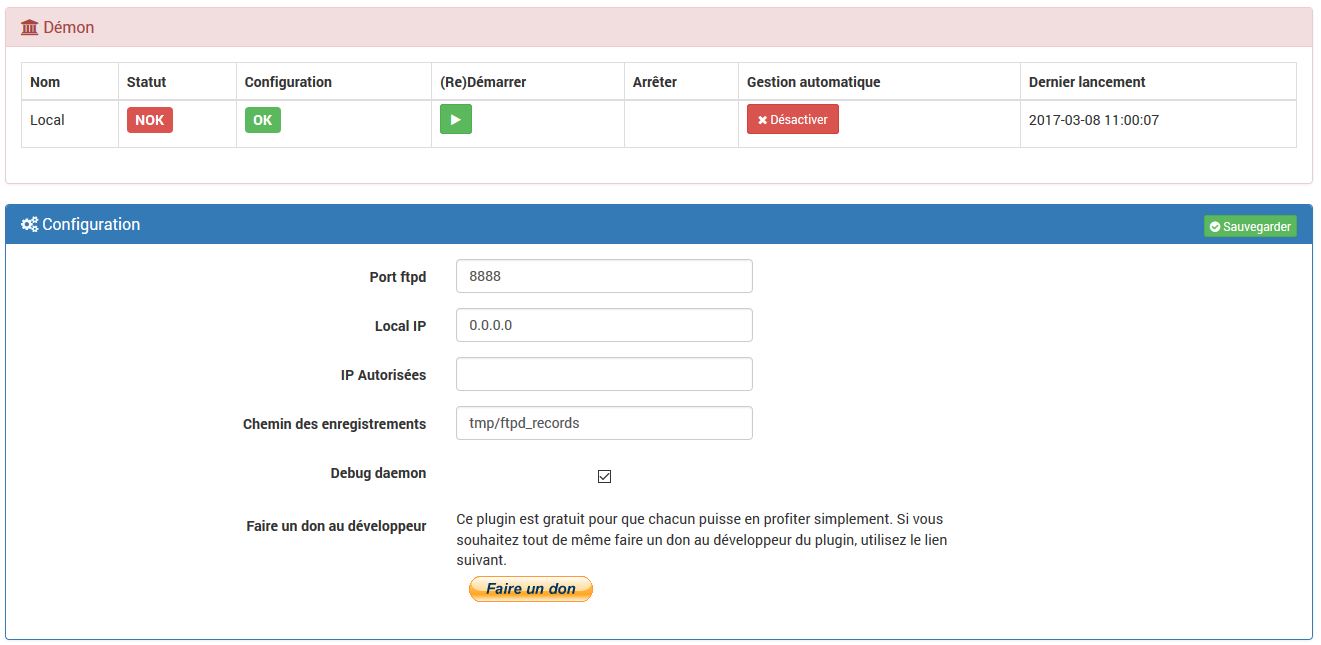 Démon
Nom Statut Configuration (Re)Démarrer Arrêter Gestion automatique Dernier lancement
Local NOK OK Désactiver 2017-03-08 11:00:07
Configuration Sauvegarder
Port ftpd 8888
Local IP 0.0.0.0
IP Autorisées
Chemin des enregistrements tmp/ftpd_records
Debug daemon
Faire un don au développeur Ce plugin est gratuit pour que chacun puisse en profiter simplement. Si vous
souhaitez tout de même faire un don au développeur du plugin, utilisez le lien
suivant.
Faire un don